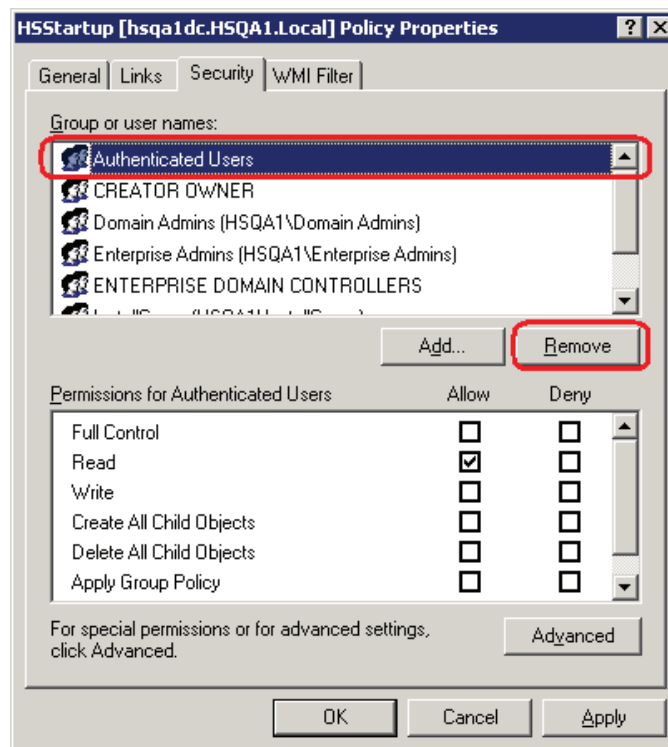 HSStartup [hsqa1dc.HSQA1.Local] Policy Properties
General Links Security WMI Filter
Group or user names:
Authenticated Users
CREATOR OWNER
Domain Admins (HSQA1\Domain Admins)
Enterprise Admins (HSQA1\Enterprise Admins)
ENTERPRISE DOMAIN CONTROLLERS
Add... Remove
Permissions for Authenticated Users Allow Deny
Full Control
Read
Write
Create All Child Objects
Delete All Child Objects
Apply Group Policy
For special permissions or for advanced settings,
click Advanced.
Advanced
OK Cancel Apply